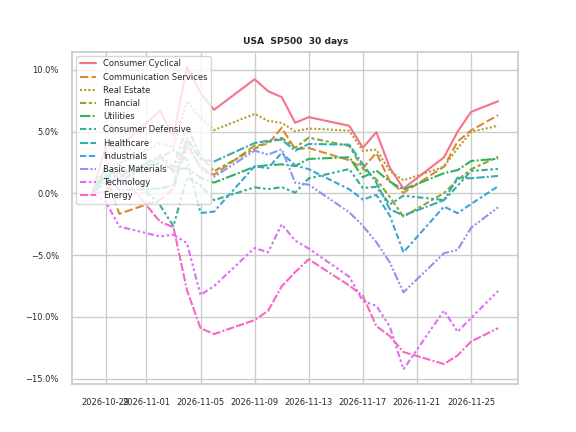 USA SP500 30 days
10.0%
5.0%
0.0%
−5.0%
−10.0%
−15.0%
Consumer Cyclical
Communication Services
Real Estate
Financial
Utilities
Consumer Defensive
Healthcare
Industrials
Basic Materials
Technology
Energy
2026-11-01
2026-11-05
2026-11-09
2026-11-13
2026-11-17
2026-11-21
2026-11-25